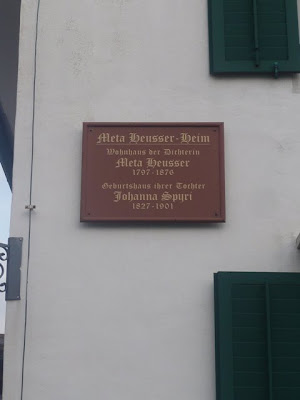 Meta Heusser-Heim
Wohnhaus der Dichterin
Meta Heusser
1797-1876
Geburtshaus ihrer Tochter
Johanna Spyri
1827-1901